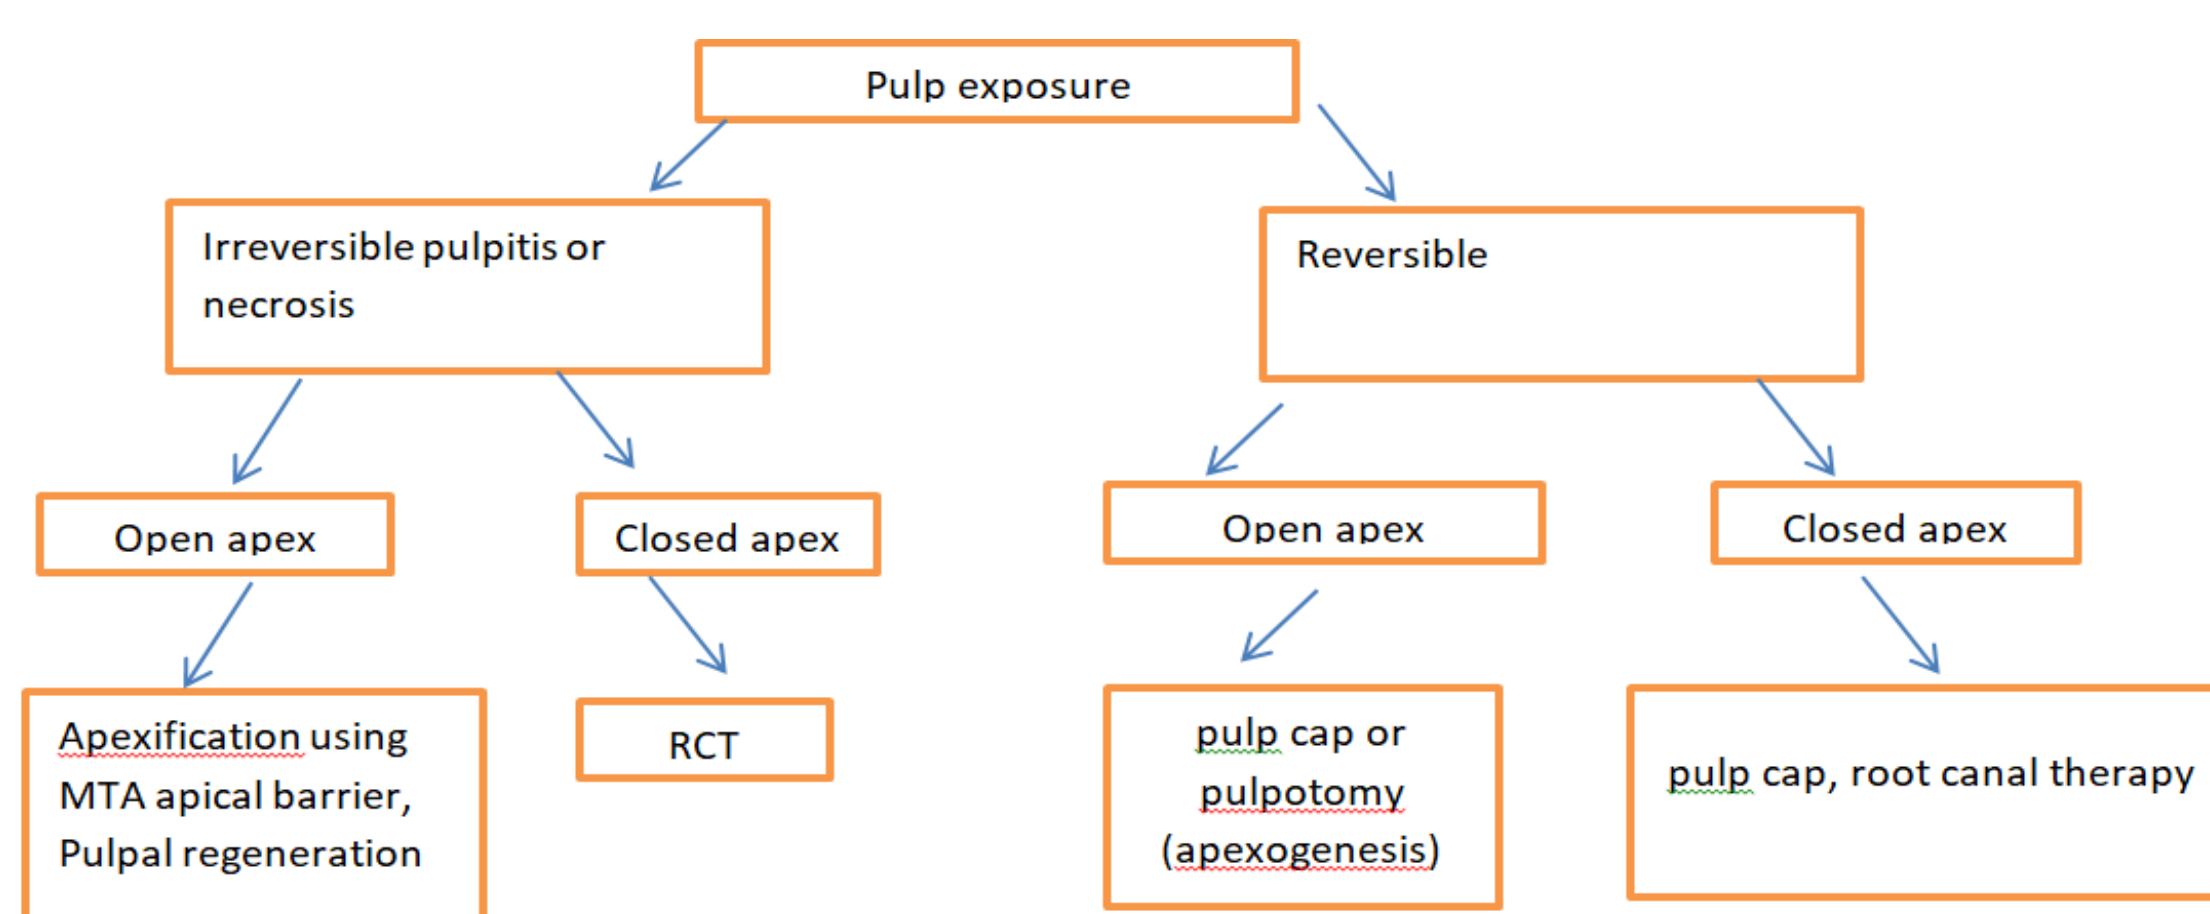 Pulp exposure
Irreversible pulpitis or
necrosis
Reversible
Open apex
Closed apex
Open apex
Closed apex
Apexification using
MTA apical barrier,
Pulpal regeneration
RCT
pulp cap or
pulpotomy
(apexogenesis)
pulp cap, root canal therapy